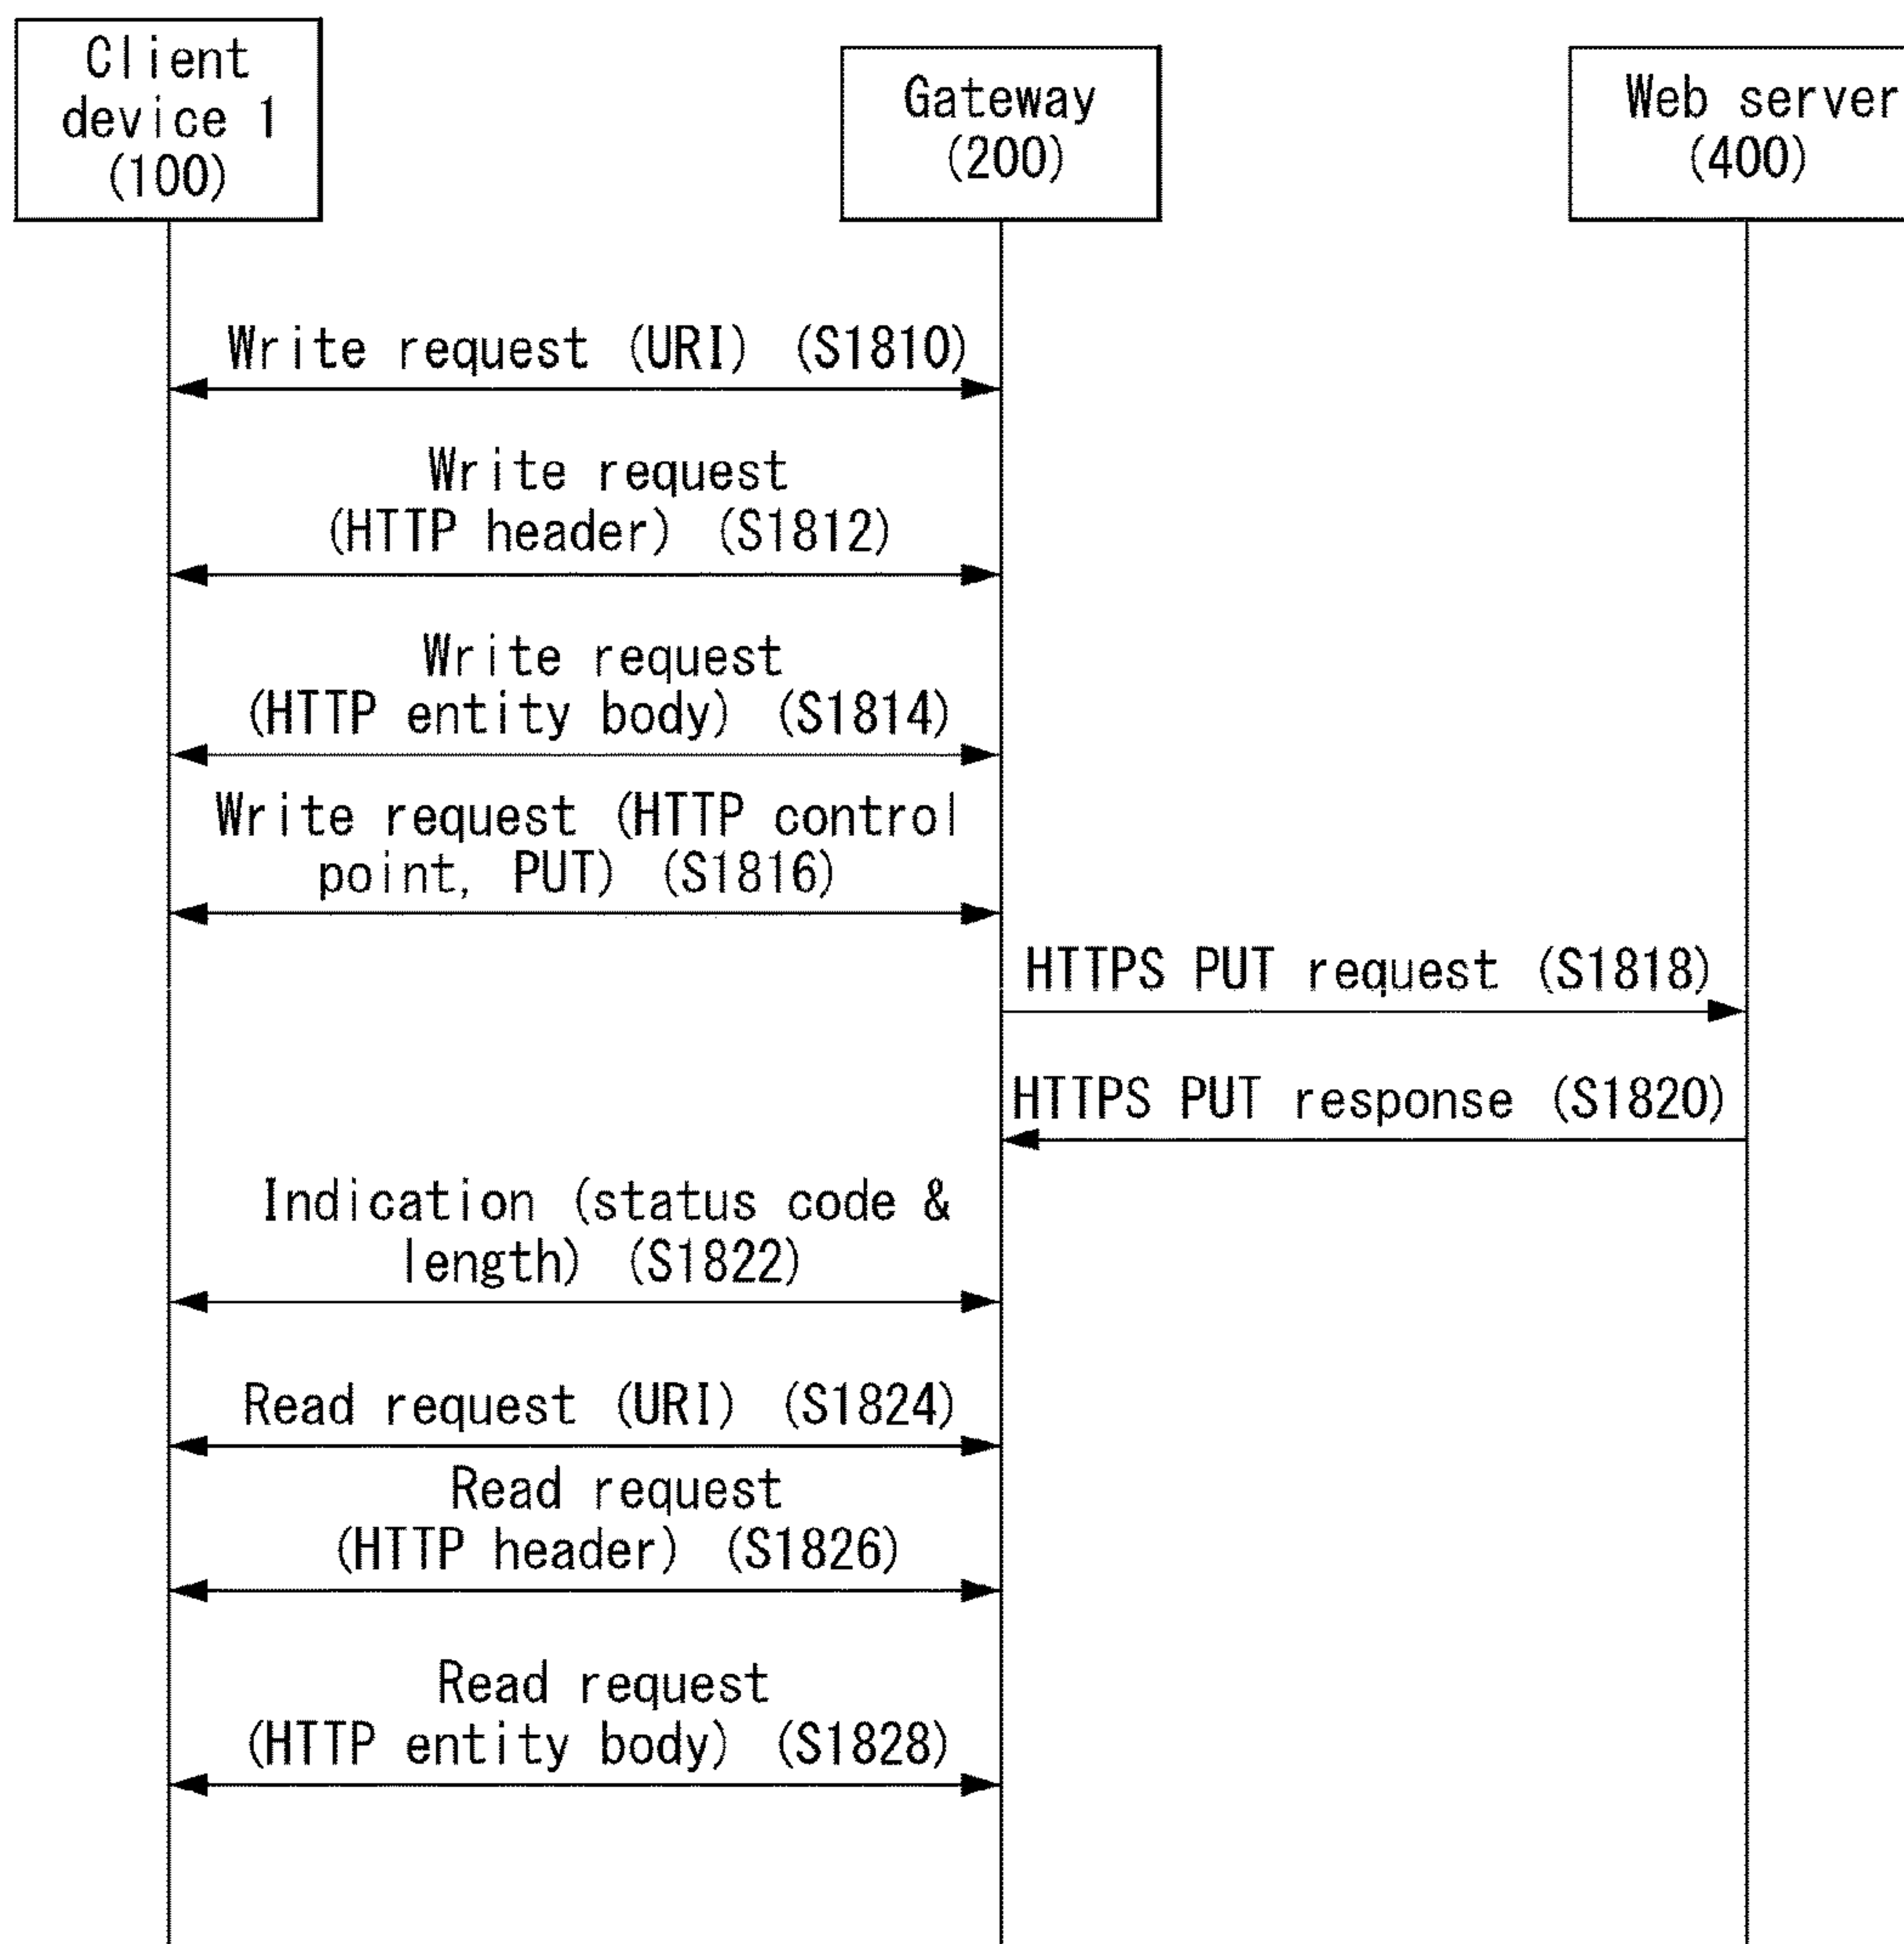 Client
device 1
(100)
Gateway
(200)
Web server
(400)
Write request (URI) (S1810)
Write request
(HTTP header) (S1812)
Write request
(HTTP entity body) (S1814)
Write request (HTTP control
point, PUT) (S1816)
HTTPS PUT request (S1818)
HTTPS PUT response (S1820)
Indication (status code &
length) (S1822)
Read request (URI) (S1824)
Read request
(HTTP header) (S1826)
Read request
(HTTP entity body) (S1828)